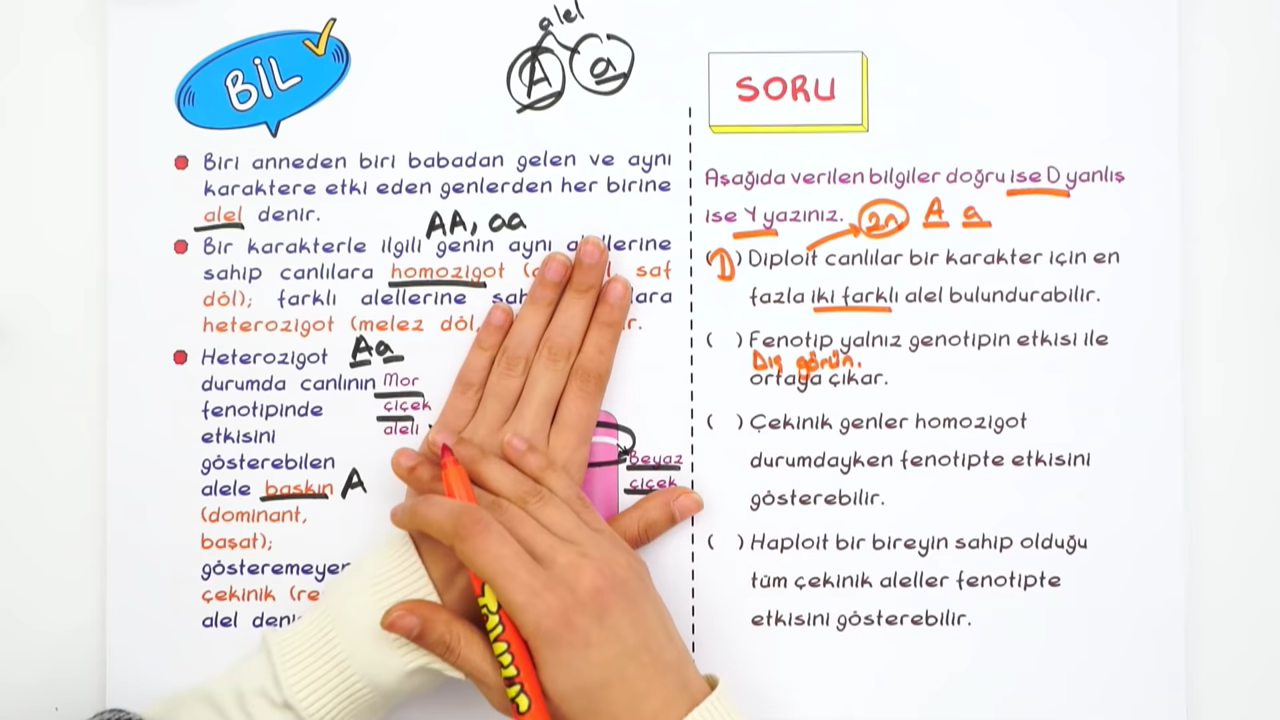 BİL
alel
A a
Biri anneden biri babadan gelen ve aynı
karaktere etki eden genlerden her birine
alel denir.
AA, aa
Bir karakterle ilgili genin aynı
sahip canlılara homozigot ( saf
döl); farklı alellerine
heterozigot (melez döl,
Heterozigot Aa
durumda canlının
fenotipinde
etkisini
gösterebilen
alele baskın A
(dominant,
başat);
çekinik
alel
Mor
çiçek
aleli
Beyaz
çiçek
SORU
Aşağıda verilen bilgiler doğru ise D yanlış
ise Y yazınız. 2n A a
(D) Diploit canlılar bir karakter için en
fazla iki farklı alel bulundurabilir.
( ) Fenotip yalnız genotipin etkisi ile
Dış görün.
ortaya çıkar.
( ) Çekinik genler homozigot
durumdayken fenotipte etkisini
gösterebilir.
( ) Haploit bir bireyin sahip olduğu
tüm çekinik aleller fenotipte
etkisini gösterebilir.